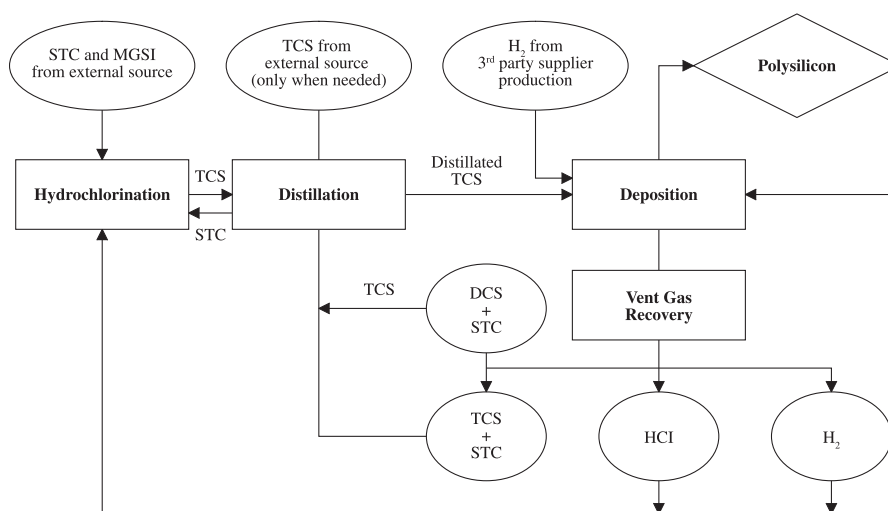 STC and MGSI
from external source
TCS from
external source
(only when needed)
H₂ from
3rd party supplier
production
Polysilicon
Hydrochlorination
TCS
STC
Distillation
Distillated
TCS
Deposition
TCS
DCS
+
STC
Vent Gas
Recovery
TCS
+
STC
HCI
H₂